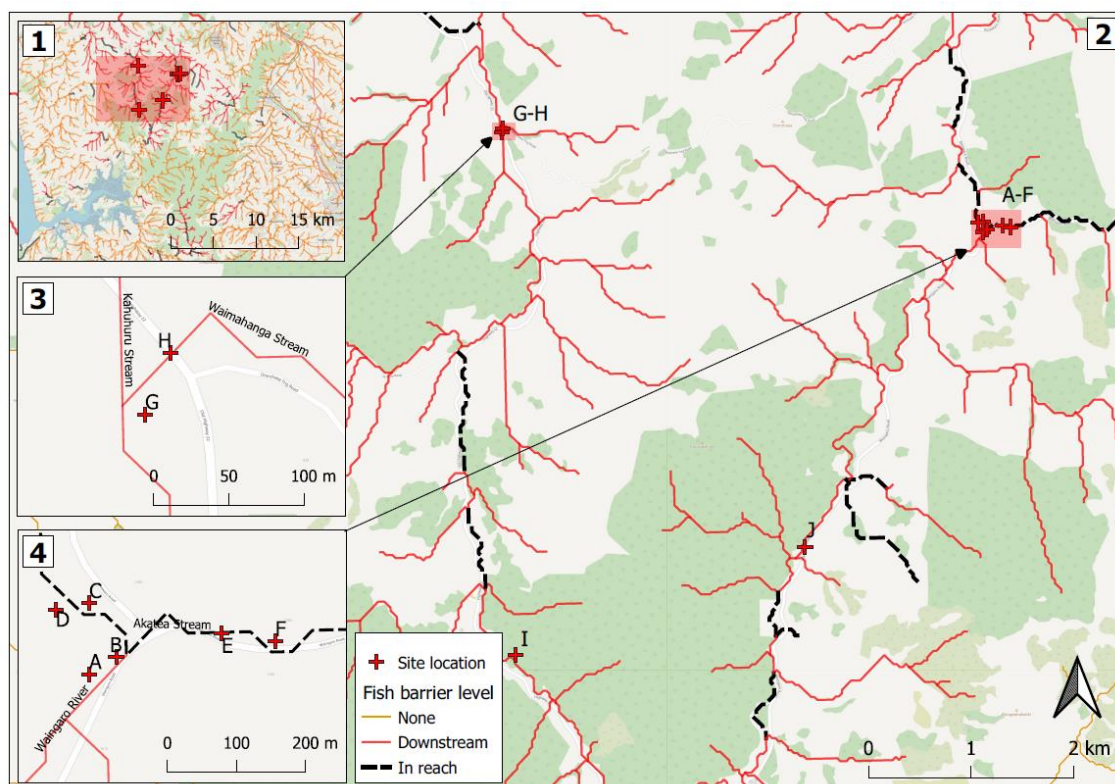 1
0 5 10 15 km
2
G-H
A-F
J
I
3
Kahuhuru Stream
Waimahanga Stream
H
G
0 50 100 m
4
C
D
Akatea Stream
B
E
F
A
Waingaro River
0 100 200 m
Site location
Fish barrier level
None
Downstream
In reach
0 1 2 km